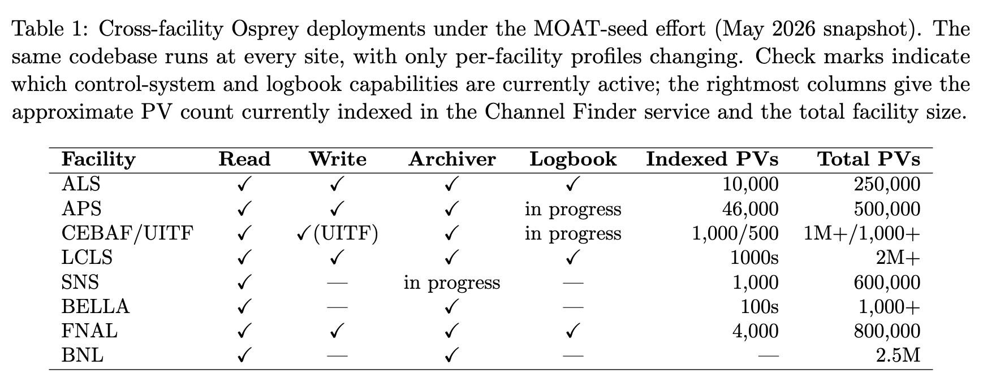 Table 1: Cross-facility Osprey deployments under the MOAT-seed effort (May 2026 snapshot). The
same codebase runs at every site, with only per-facility profiles changing. Check marks indicate
which control-system and logbook capabilities are currently active; the rightmost columns give the
approximate PV count currently indexed in the Channel Finder service and the total facility size.
Facility Read Write Archiver Logbook Indexed PVs Total PVs
ALS ✓ ✓ ✓ ✓ 10,000 250,000
APS ✓ ✓ ✓ in progress 46,000 500,000
CEBAF/UITF ✓ ✓(UITF) ✓ in progress 1,000/500 1M+/1,000+
LCLS ✓ ✓ ✓ ✓ 1000s 2M+
SNS ✓ — in progress — 1,000 600,000
BELLA ✓ — ✓ — 100s 1,000+
FNAL ✓ ✓ ✓ ✓ 4,000 800,000
BNL ✓ — ✓ — — 2.5M